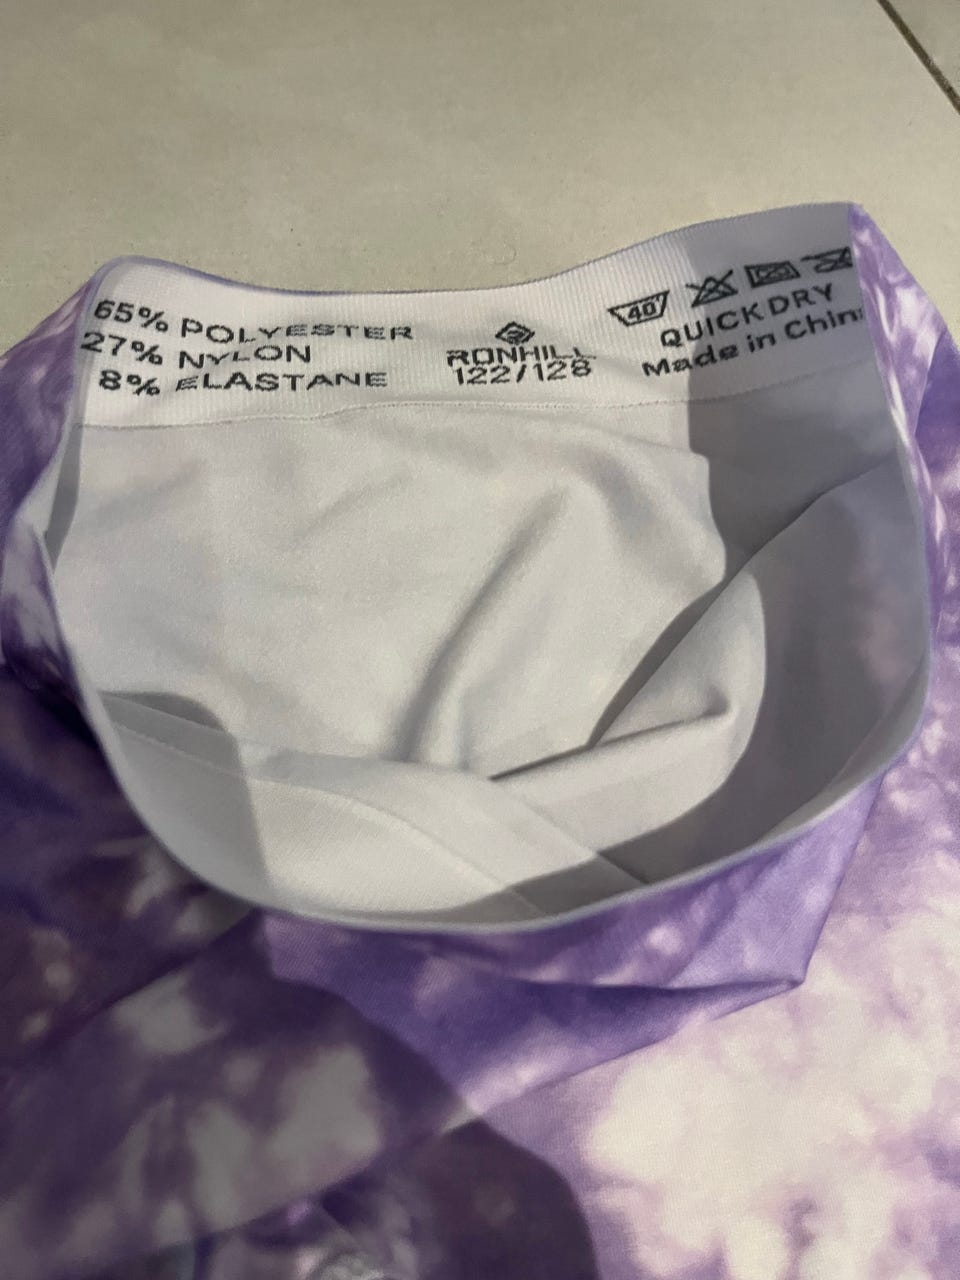 65% POLYESTER
27% NYLON
8% ELASTANE
RONHILL
122/128
40
QUICK DRY
Made in China